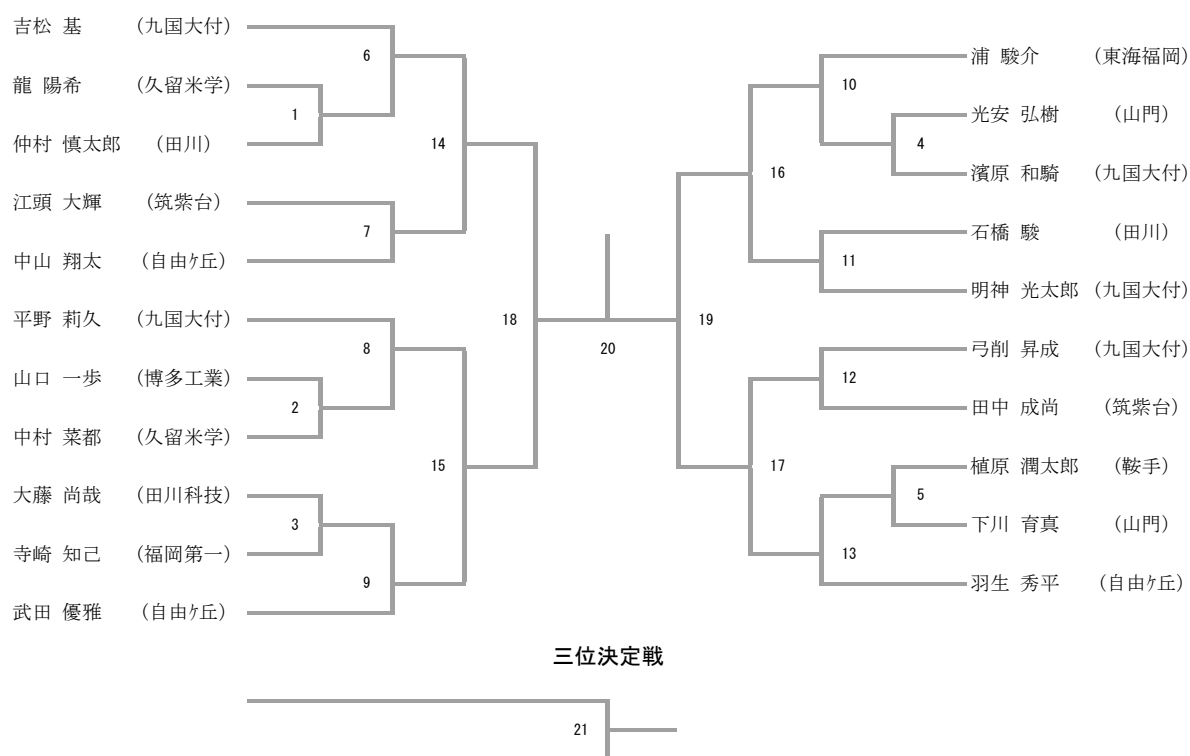 吉松 基 (九国大付)
6
浦 駿介 (東海福岡)
龍 陽希 (久留米学)
10
1
光安 弘樹 (山門)
仲村 慎太郎 (田川)
14
4
16
濱原 和騎 (九国大付)
江頭 大輝 (筑紫台)
7
石橋 駿 (田川)
中山 翔太 (自由ｹ丘)
11
明神 光太郎 (九国大付)
平野 莉久 (九国大付)
18
19
8
20
弓削 昇成 (九国大付)
山口 一歩 (博多工業)
12
2
田中 成尚 (筑紫台)
中村 菜都 (久留米学)
15
17
植原 潤太郎 (鞍手)
大藤 尚哉 (田川科技)
5
3
下川 育真 (山門)
寺崎 知己 (福岡第一)
13
9
羽生 秀平 (自由ｹ丘)
武田 優雅 (自由ｹ丘)
三位決定戦
21